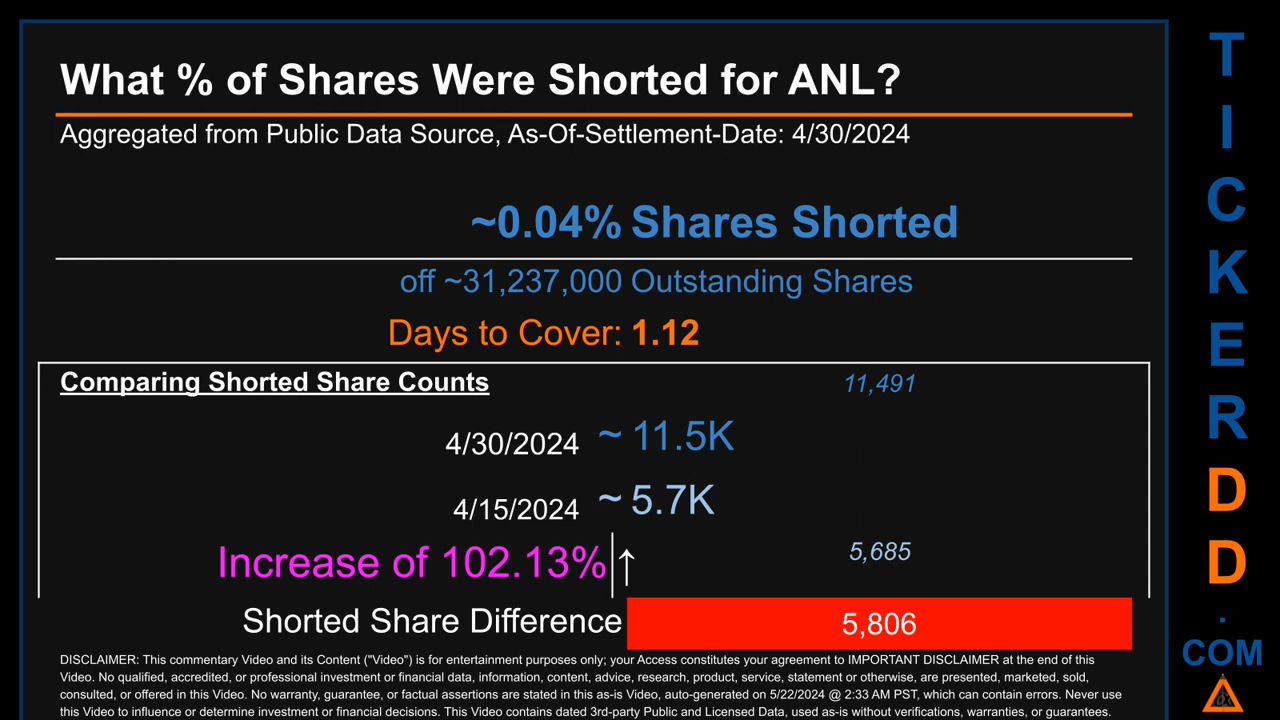 What % of Shares Were Shorted for ANL?
Aggregated from Public Data Source, As-Of-Settlement-Date: 4/30/2024
~0.04% Shares Shorted
off ~31,237,000 Outstanding Shares
Days to Cover: 1.12
Comparing Shorted Share Counts
11,491
4/30/2024 ~ 11.5K
4/15/2024 ~ 5.7K
Increase of 102.13% ↑
5,685
Shorted Share Difference 5,806
DISCLAIMER: This commentary Video and its Content ("Video") is for entertainment purposes only; your Access constitutes your agreement to IMPORTANT DISCLAIMER at the end of this
Video. No qualified, accredited, or professional investment or financial data, information, content, advice, research, product, service, statement or otherwise, are presented, marketed, sold,
consulted, or offered in this Video. No warranty, guarantee, or factual assertions are stated in this as-is Video, auto-generated on 5/22/2024 @ 2:33 AM PST, which can contain errors. Never use
this Video to influence or determine investment or financial decisions. This Video contains dated 3rd-party Public and Licensed Data, used as-is without verifications, warranties, or guarantees.
T
I
C
K
E
R
D
D
.
COM